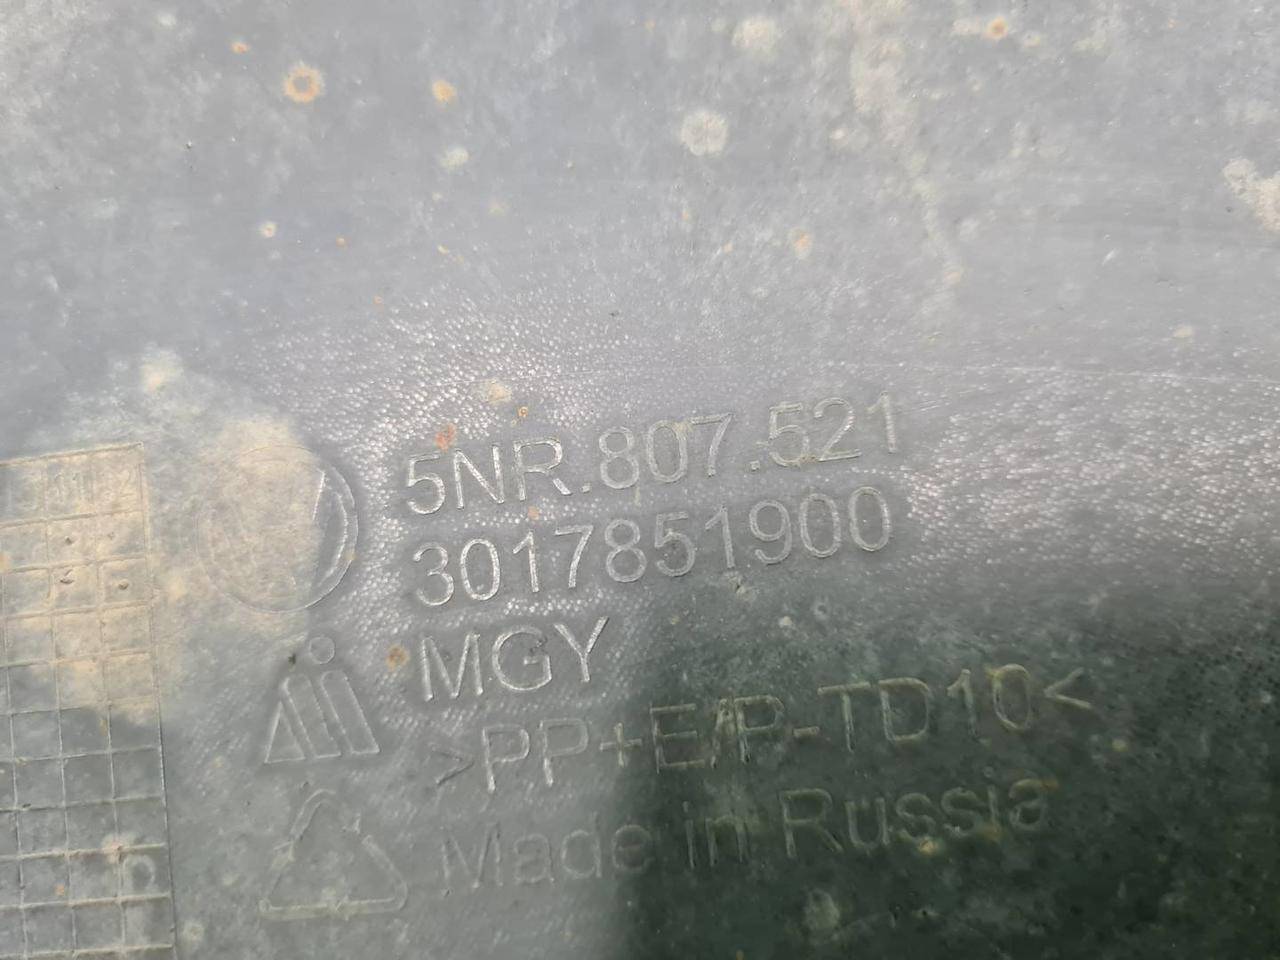 5NR.807.521
3017851900
MGY
>PP+E/P-TD10<
Made in Russia